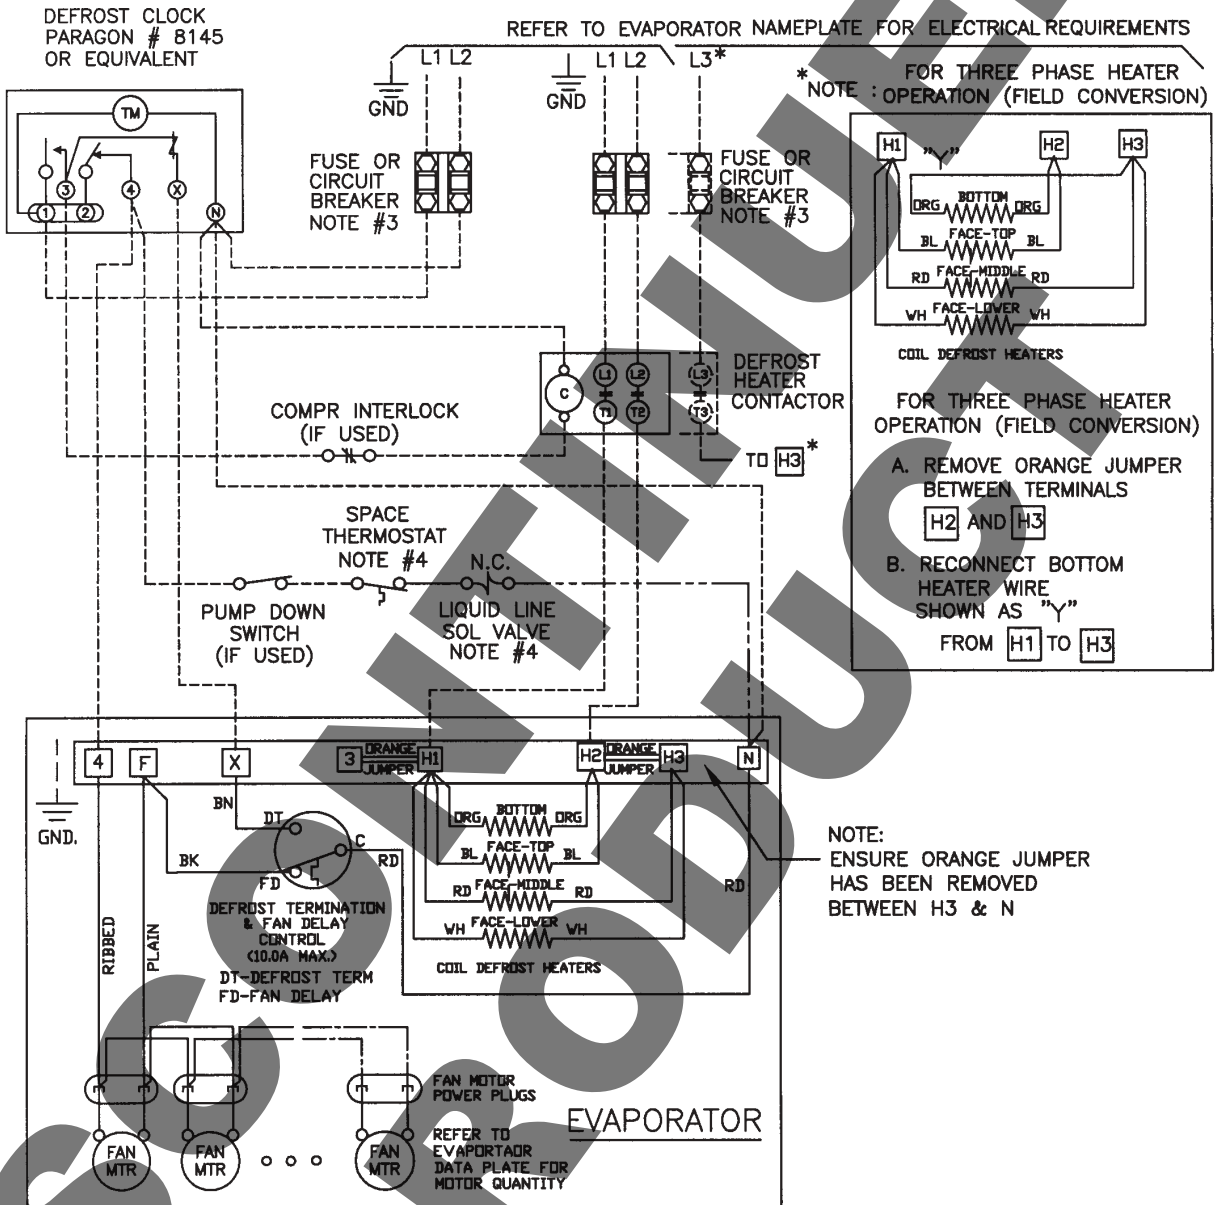 DEFROST CLOCK
PARAGON # 8145
OR EQUIVALENT
REFER TO EVAPORATOR NAMEPLATE FOR ELECTRICAL REQUIREMENTS
L1 L2
GND
L1 L2
L3*
GND
* NOTE : FOR THREE PHASE HEATER
OPERATION (FIELD CONVERSION)
TM
1
3
2
4
X
N
FUSE OR
CIRCUIT
BREAKER
NOTE #3
FUSE OR
CIRCUIT
BREAKER
NOTE #3
H1
"Y"
H2
H3
ORG
BOTTOM
ORG
BL
FACE-TOP
BL
RD
FACE-MIDDLE
RD
WH
FACE-LOWER
WH
COIL DEFROST HEATERS
FOR THREE PHASE HEATER
OPERATION (FIELD CONVERSION)
A. REMOVE ORANGE JUMPER
BETWEEN TERMINALS
H2 AND H3
B. RECONNECT BOTTOM
HEATER WIRE
SHOWN AS "Y"
FROM H1 TO H3
C
L1
L2
L3
T1
T2
T3
DEFROST
HEATER
CONTACTOR
TO H3*
COMPR INTERLOCK
(IF USED)
SPACE
THERMOSTAT
NOTE #4
N.C.
PUMP DOWN
SWITCH
(IF USED)
LIQUID LINE
SOL VALVE
NOTE #4
4
F
X
3
ORANGE
JUMPER
H1
H2
ORANGE
JUMPER
H3
N
GND.
BN
DT
C
BK
FD
RD
RD
DEFROST TERMINATION
& FAN DELAY
CONTROL
(10.0A MAX.)
DT-DEFROST TERM
FD-FAN DELAY
RIBBED
PLAIN
ORG
BOTTOM
ORG
BL
FACE-TOP
BL
RD
FACE-MIDDLE
RD
WH
FACE-LOWER
WH
COIL DEFROST HEATERS
NOTE:
ENSURE ORANGE JUMPER
HAS BEEN REMOVED
BETWEEN H3 & N
FAN MOTOR
POWER PLUGS
EVAPORATOR
FAN
MTR
FAN
MTR
FAN
MTR
REFER TO
EVAPORTAOR
DATA PLATE FOR
MOTOR QUANTITY